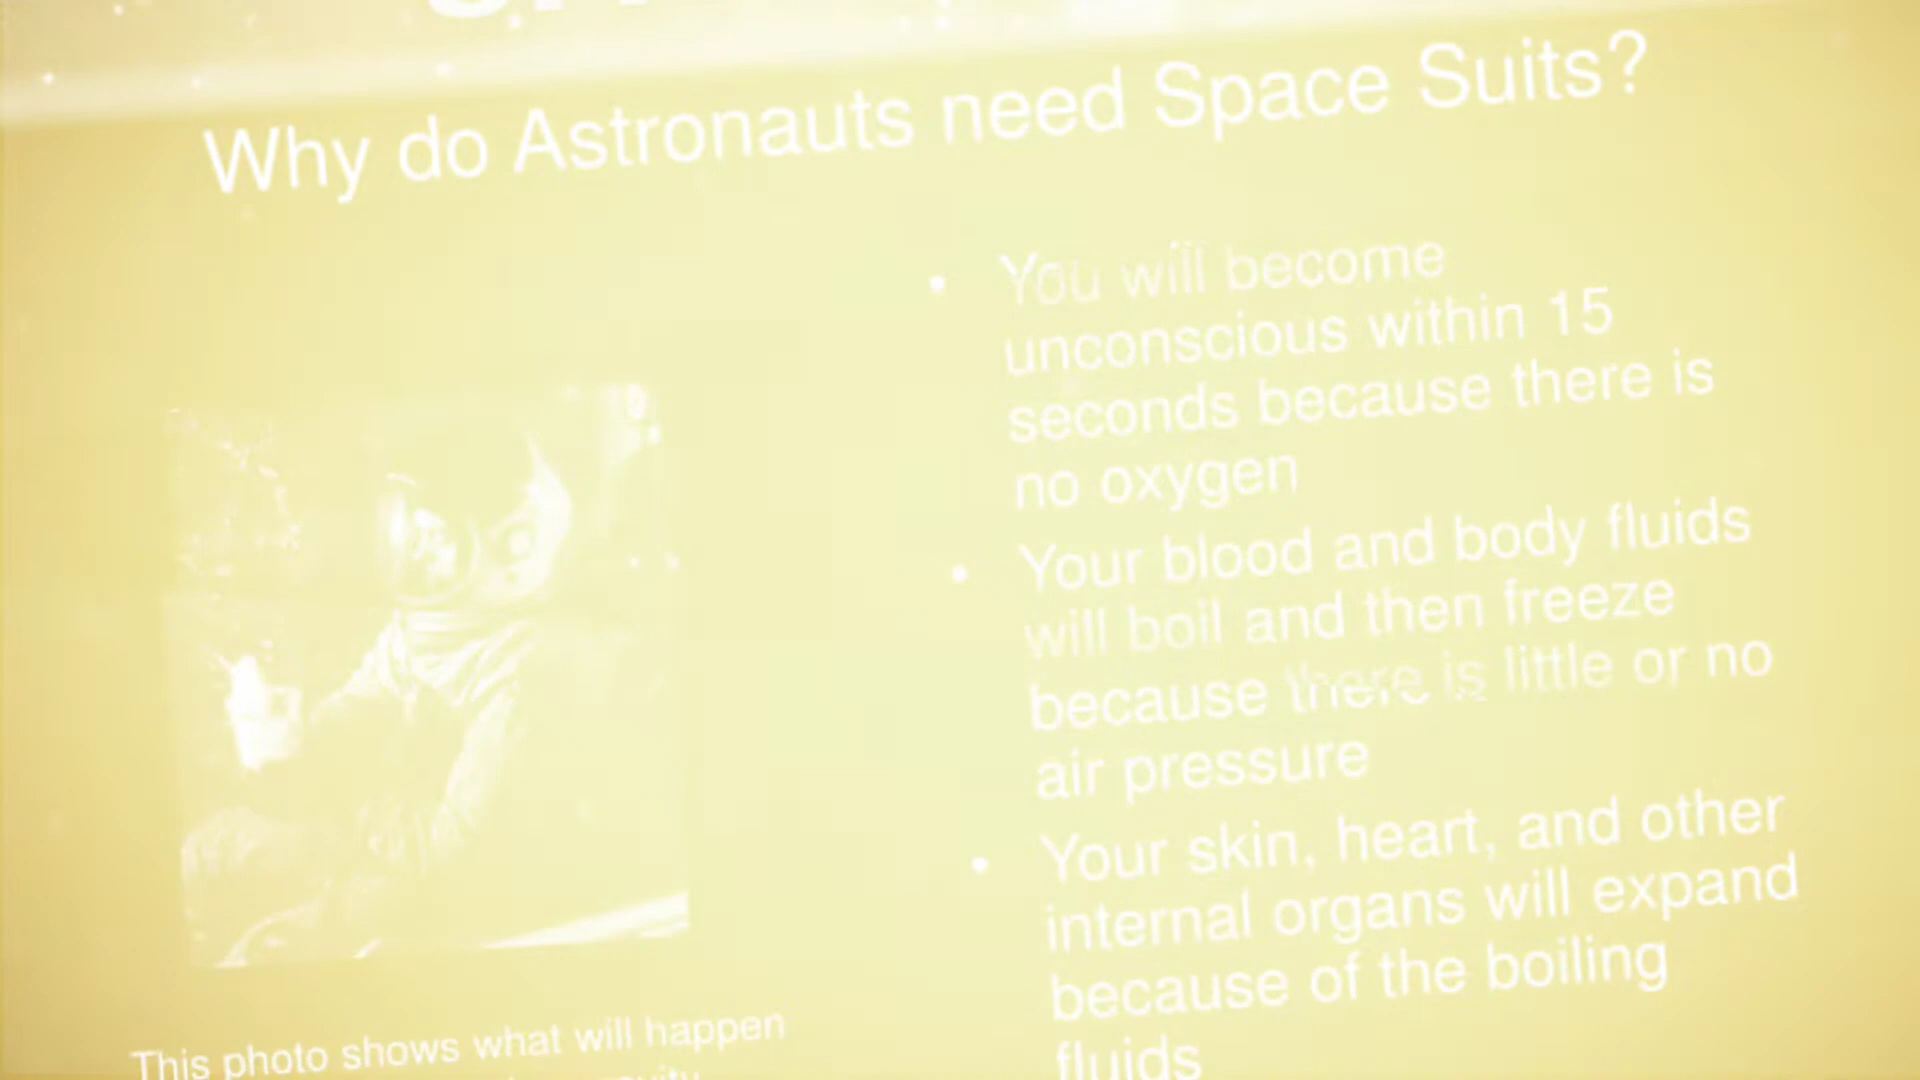 Why do Astronauts need Space Suits?
• You will become
unconscious within 15
seconds because there is
no oxygen
• Your blood and body fluids
will boil and then freeze
because there is little or no
air pressure
• Your skin, heart, and other
internal organs will expand
because of the boiling
fluids
This photo shows what will happen